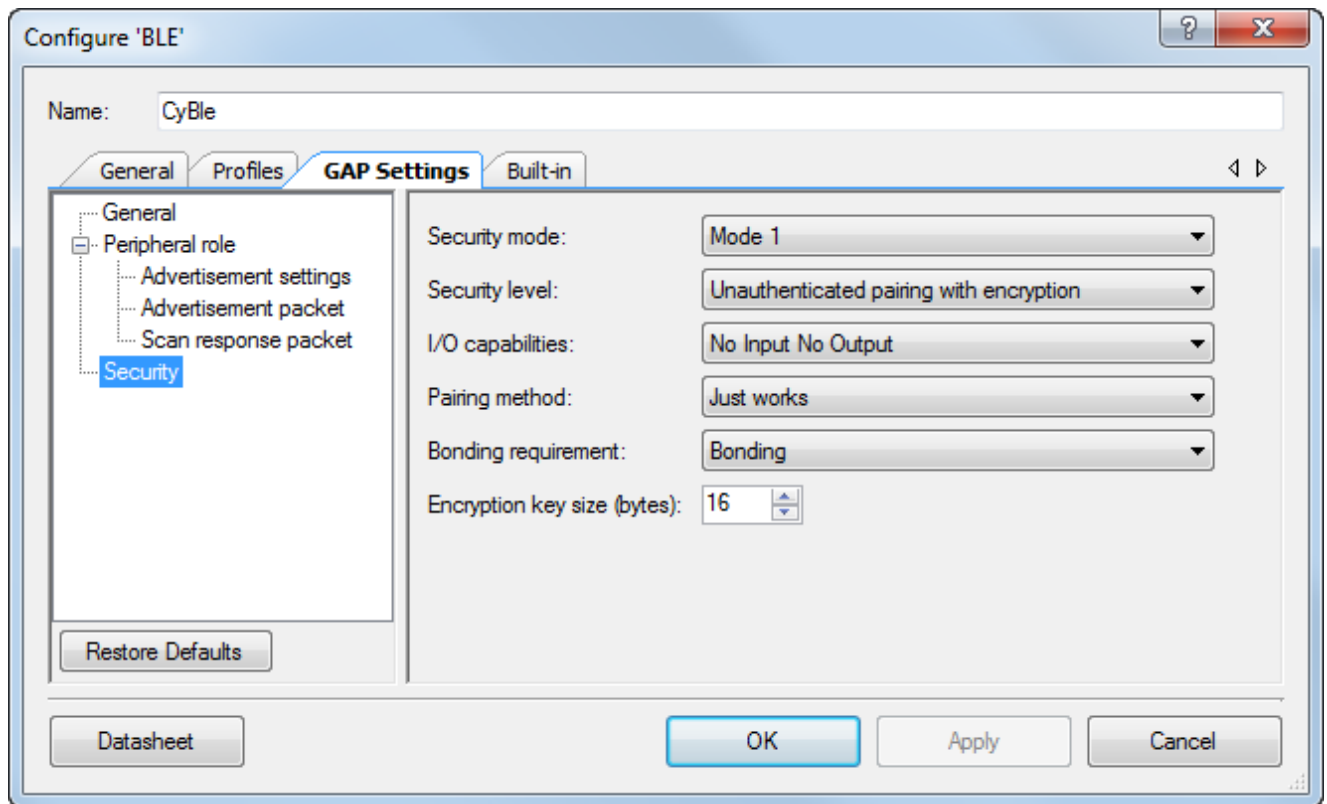 Configure 'BLE'
Name: CyBle
General Profiles GAP Settings Built-in
General
Peripheral role
Advertisement settings
Advertisement packet
Scan response packet
Security
Restore Defaults
Security mode: Mode 1
Security level: Unauthenticated pairing with encryption
I/O capabilities: No Input No Output
Pairing method: Just works
Bonding requirement: Bonding
Encryption key size (bytes): 16
Datasheet OK Apply Cancel